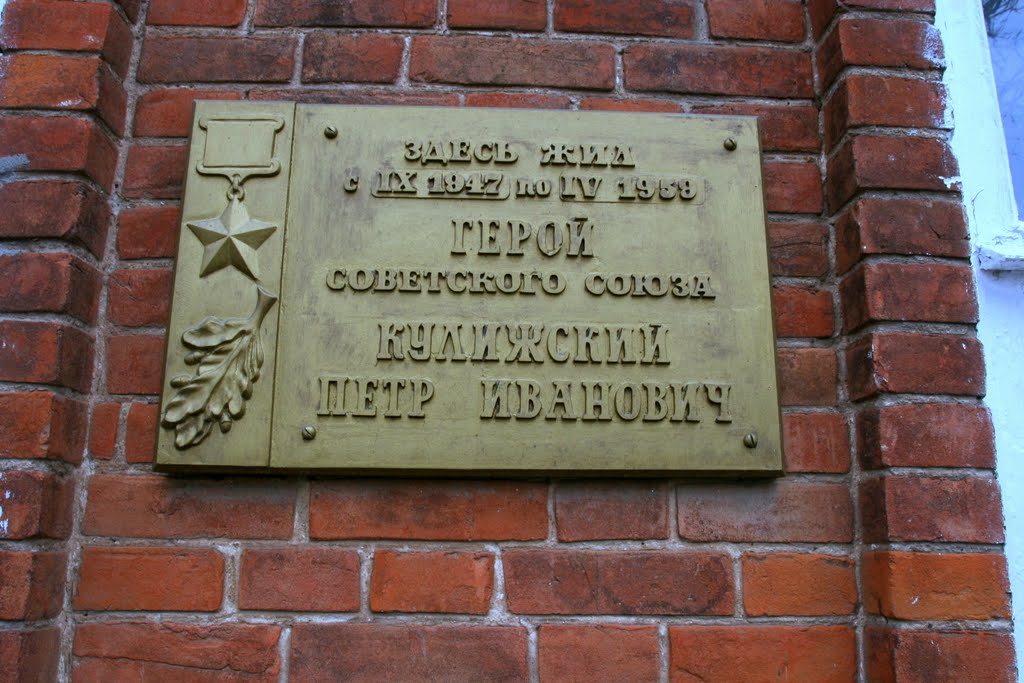 ЗДЕСЬ ЖИЛ
с IX 1947 по IV 1959
ГЕРОЙ
СОВЕТСКОГО СОЮЗА
КУЛИЖСКИЙ
ПЕТР ИВАНОВИЧ